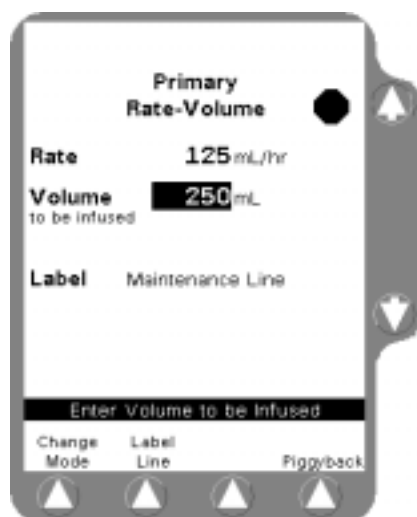 Primary
Rate-Volume
Rate 125 mL/hr
Volume 250 mL
to be infused
Label Maintenance Line
Enter Volume to be Infused
Change Label
Mode Line Piggyback